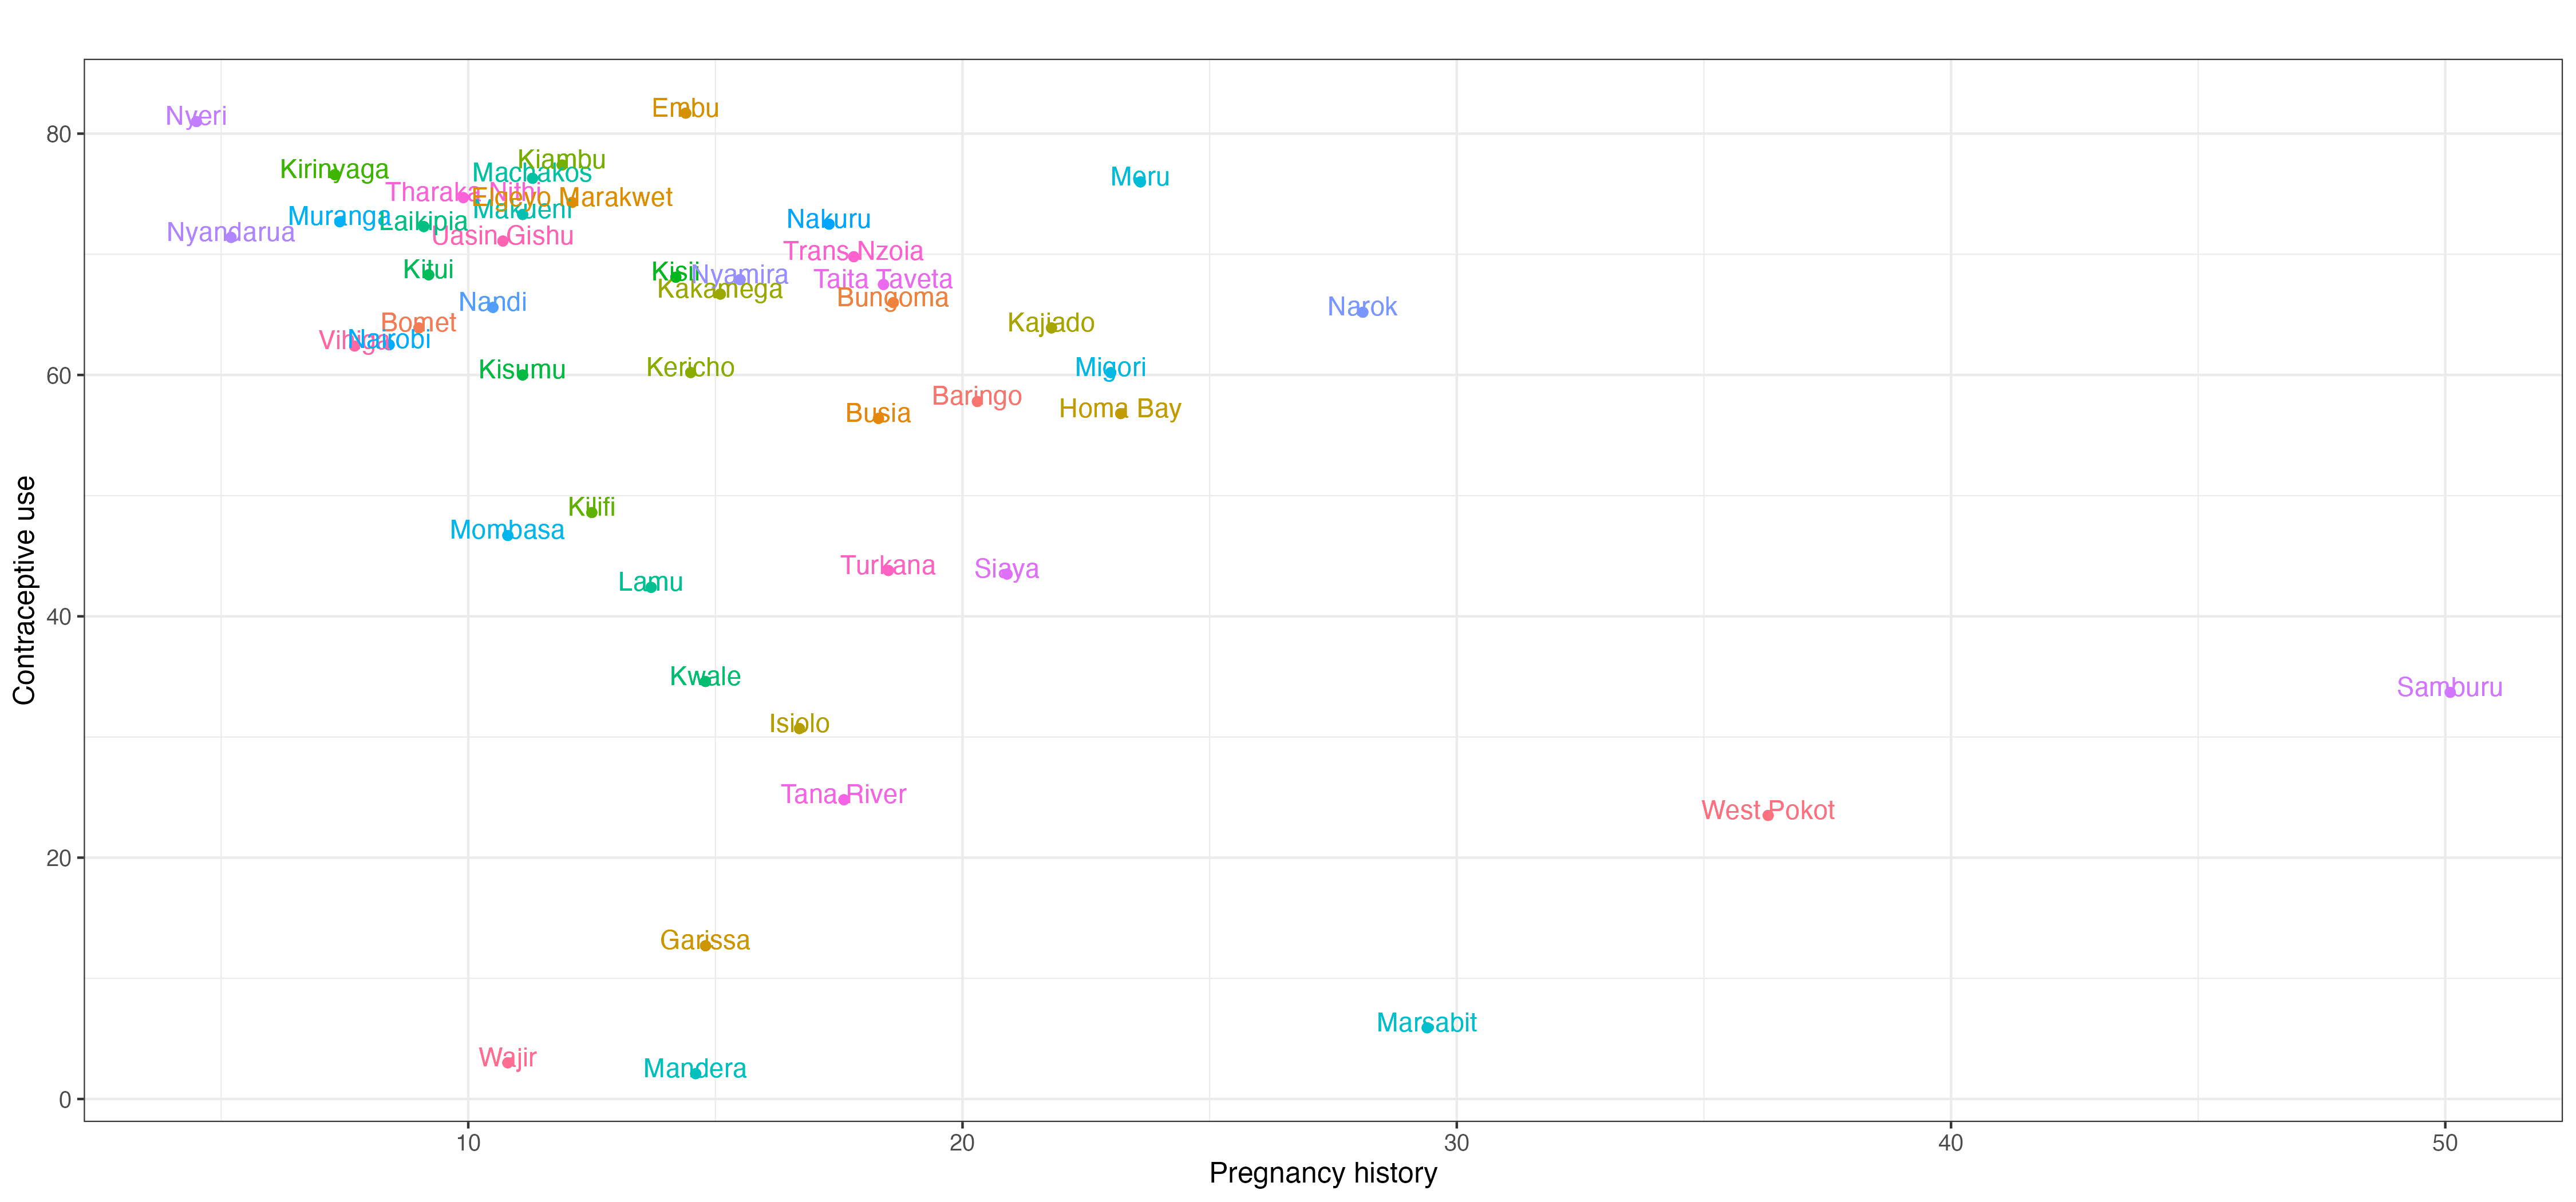 Nyeri
Embu
80
Kiambu
Kirinyaga
Machakos
Meru
Tharaka Nithi
Elgeyo Marakwet
Makueni
Muranga
Laikipia
Nakuru
Nyandarua
Uasin Gishu
Trans Nzoia
Kitui
Kisii
Nyamira
Taita Taveta
Kakamega
Bungoma
Nandi
Narok
Bomet
Kajiado
Vihiga
Nairobi
Kisumu
Kericho
Migori
60
Baringo
Homa Bay
Busia
Kilifi
Mombasa
Turkana
Siaya
Lamu
40
Contraceptive use
Kwale
Samburu
Isiolo
Tana River
West Pokot
20
Garissa
Marsabit
Wajir
Mandera
0
10 20 30 40 50
Pregnancy history